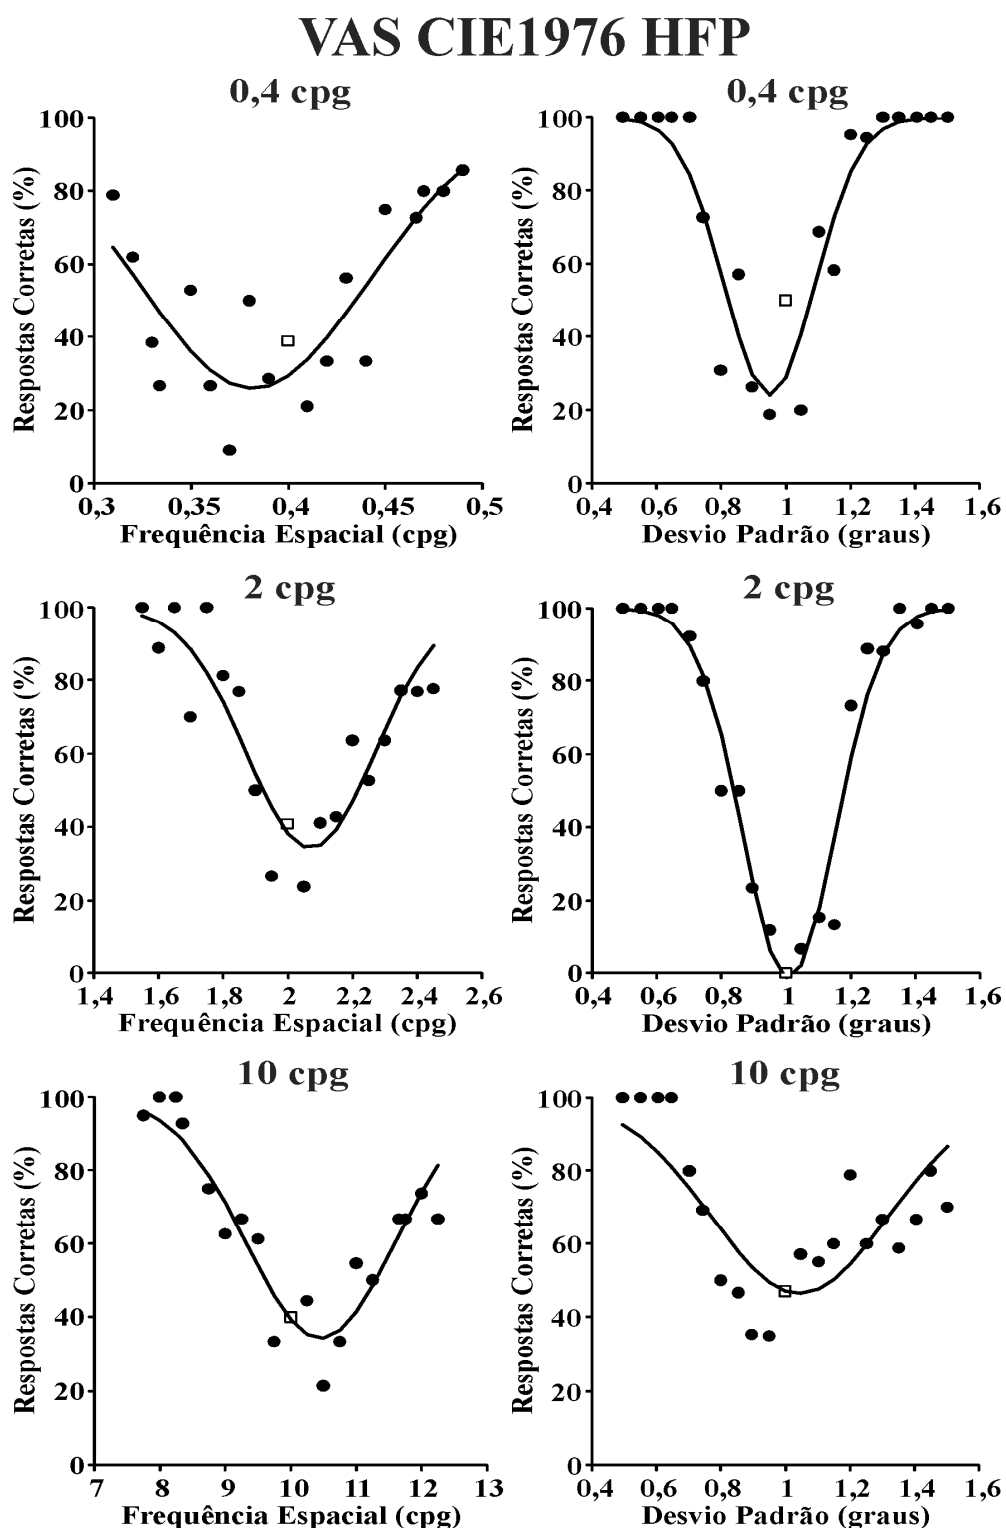 VAS CIE1976 HFP
0,4 cpg
Respostas Corretas (%)
100
80
60
40
20
0
0,3 0,35 0,4 0,45 0,5
Frequência Espacial (cpg)
0,4 cpg
Respostas Corretas (%)
100
80
60
40
20
0
0,4 0,6 0,8 1 1,2 1,4 1,6
Desvio Padrão (graus)
2 cpg
Respostas Corretas (%)
100
80
60
40
20
0
1,4 1,6 1,8 2 2,2 2,4 2,6
Frequência Espacial (cpg)
2 cpg
Respostas Corretas (%)
100
80
60
40
20
0
0,4 0,6 0,8 1 1,2 1,4 1,6
Desvio Padrão (graus)
10 cpg
Respostas Corretas (%)
100
80
60
40
20
0
7 8 9 10 11 12 13
Frequência Espacial (cpg)
10 cpg
Respostas Corretas (%)
100
80
60
40
20
0
0,4 0,6 0,8 1 1,2 1,4 1,6
Desvio Padrão (graus)